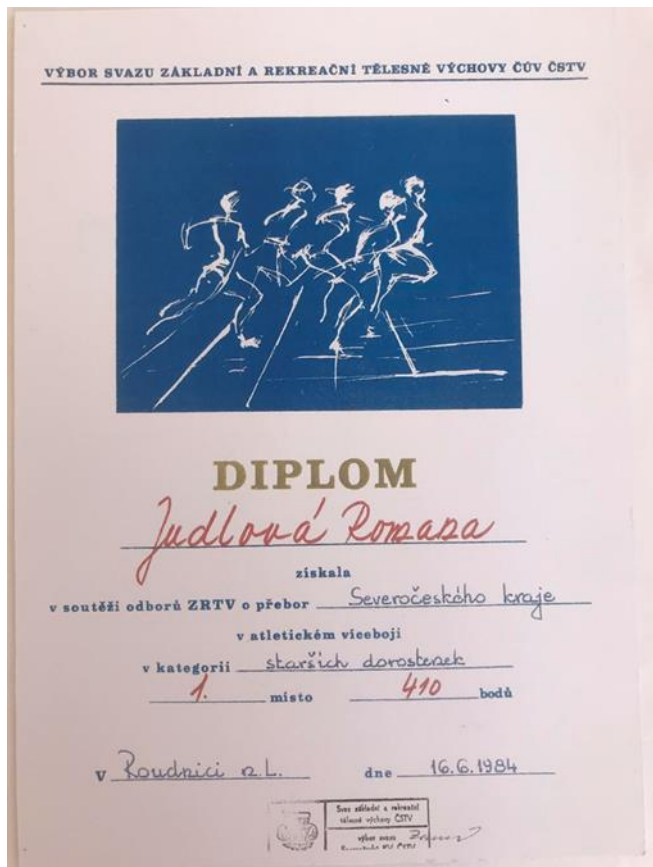 VÝBOR SVAZU ZÁKLADNÍ A REKREAČNÍ TĚLESNÉ VÝCHOVY ČÚV ČSTV
DIPLOM
Judlová Romana
získala
v soutěži odborů ZRTV o přebor Severočeského kraje
v atletickém víceboji
v kategorii starších dorostenek
1. místo 410 bodů
V Roudnici n.L. dne 16.6.1984
Svaz základní a rekreační
tělesné výchovy ČSTV
výbor svazu